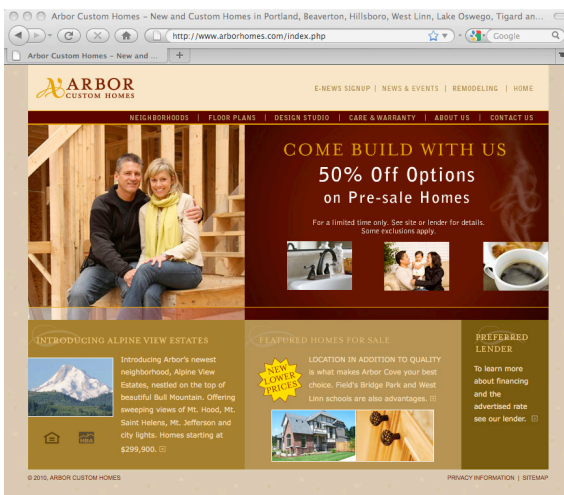 Arbor Custom Homes – New and Custom Homes in Portland, Beaverton, Hillsboro, West Linn, Lake Oswego, Tigard an...
http://www.arborhomes.com/index.php
Google
Arbor Custom Homes – New and ...
ARBOR
CUSTOM HOMES
E-NEWS SIGNUP | NEWS & EVENTS | REMODELING | HOME
NEIGHBORHOODS | FLOOR PLANS | DESIGN STUDIO | CARE & WARRANTY | ABOUT US | CONTACT US
COME BUILD WITH US
50% Off Options
on Pre-sale Homes
For a limited time only. See site or lender for details.
Some exclusions apply.
INTRODUCING ALPINE VIEW ESTATES
Introducing Arbor's newest
neighborhood, Alpine View
Estates, nestled on the top of
beautiful Bull Mountain. Offering
sweeping views of Mt. Hood, Mt.
Saint Helens, Mt. Jefferson and
city lights. Homes starting at
$299,900.
FEATURED HOMES FOR SALE
NEW
LOWER
PRICES
LOCATION IN ADDITION TO QUALITY
is what makes Arbor Cove your best
choice. Field's Bridge Park and West
Linn schools are also advantages.
PREFERRED
LENDER
To learn more
about financing
and the
advertised rate
see our lender.
© 2010, ARBOR CUSTOM HOMES
PRIVACY INFORMATION | SITEMAP